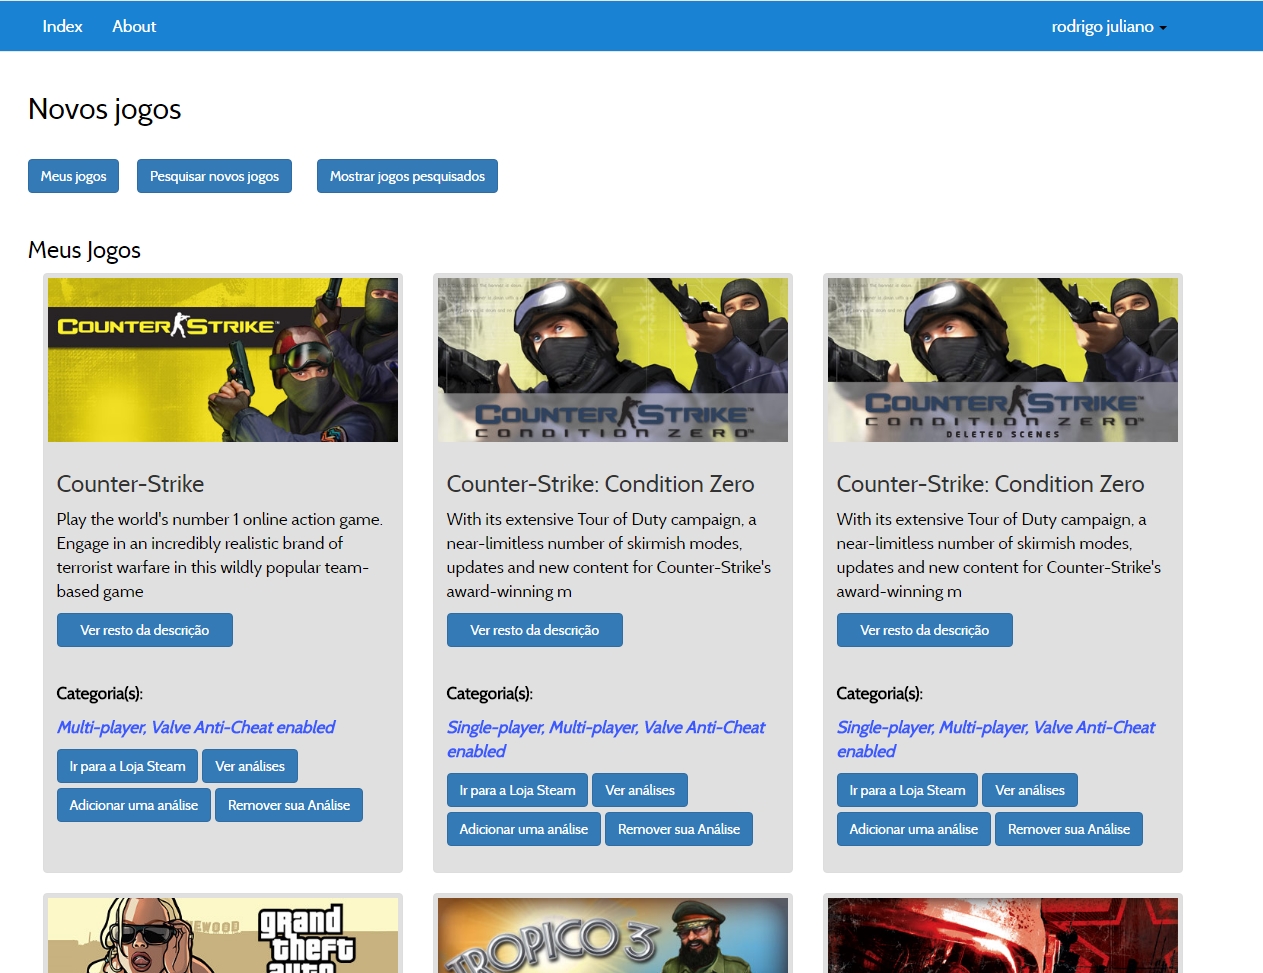 Index About rodrigo juliano
Novos jogos
Meus jogos Pesquisar novos jogos Mostrar jogos pesquisados
Meus Jogos
COUNTER STRIKE™
Counter-Strike
Play the world's number 1 online action game.
Engage in an incredibly realistic brand of
terrorist warfare in this wildly popular team-
based game
Ver resto da descrição
Categoria(s):
Multi-player, Valve Anti-Cheat enabled
Ir para a Loja Steam Ver análises
Adicionar uma análise Remover sua Análise
COUNTER STRIKE™
CONDITION ZERO™
Counter-Strike: Condition Zero
With its extensive Tour of Duty campaign, a
near-limitless number of skirmish modes,
updates and new content for Counter-Strike's
award-winning m
Ver resto da descrição
Categoria(s):
Single-player, Multi-player, Valve Anti-Cheat
enabled
Ir para a Loja Steam Ver análises
Adicionar uma análise Remover sua Análise
COUNTER STRIKE™
CONDITION ZERO™
DELETED SCENES
Counter-Strike: Condition Zero
With its extensive Tour of Duty campaign, a
near-limitless number of skirmish modes,
updates and new content for Counter-Strike's
award-winning m
Ver resto da descrição
Categoria(s):
Single-player, Multi-player, Valve Anti-Cheat
enabled
Ir para a Loja Steam Ver análises
Adicionar uma análise Remover sua Análise
grand
theft
auto
TROPICO 3